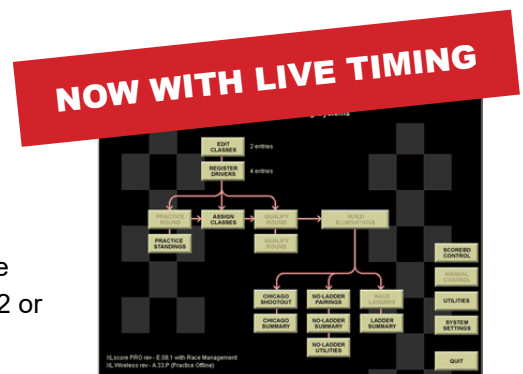 NOW WITH LIVE TIMING
EDIT CLASSES
2 entries
REGISTER DRIVERS
4 entries
PRACTICE ROUND
ASSIGN CLASSES
QUALIFY ROUND
BUILD ELIMINATIONS
PRACTICE STANDINGS
QUALIFY ROUND
SCOREBD CONTROL
MANUAL CONTROL
CHICAGO SHOOTOUT
NO-LADDER PAIRINGS
RACE LADDERS
UTILITIES
CHICAGO SUMMARY
NO-LADDER SUMMARY
LADDER SUMMARY
SYSTEM SETTINGS
NO-LADDER UTILITIES
QUIT
XLscore PRO rev - E.08.1 with Race Management
XL Wireless rev - A.33.P (Practice Offline)
e
2 or